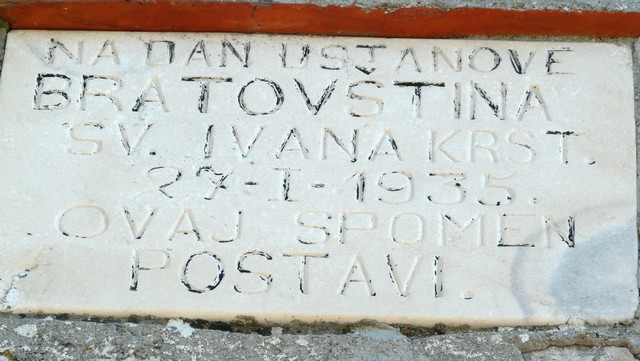 NA DAN USTANOVE
BRATOVŠTINA
SV. IVANA KRST.
27-I-1935.
OVAJ SPOMEN
POSTAVI.